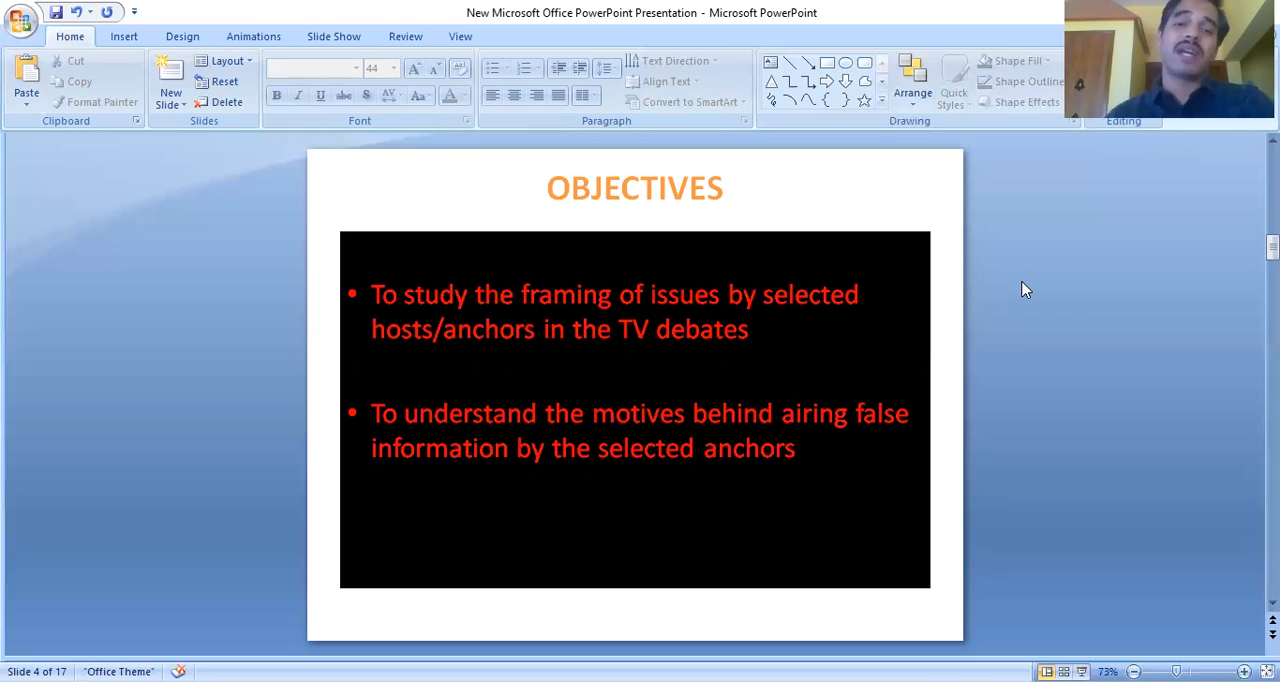 New Microsoft Office PowerPoint Presentation - Microsoft PowerPoint
Home Insert Design Animations Slide Show Review View
Paste
Cut
Copy
Format Painter
Clipboard
New
Slide
Layout
Reset
Delete
Slides
44
B I U abc S AV Aa A
Font
Text Direction
Align Text
Convert to SmartArt
Paragraph
Arrange
Quick
Styles
Shape Fill
Shape Outline
Shape Effects
Drawing
Editing
OBJECTIVES
• To study the framing of issues by selected
hosts/anchors in the TV debates
• To understand the motives behind airing false
information by the selected anchors
Slide 4 of 17 "Office Theme" 73%